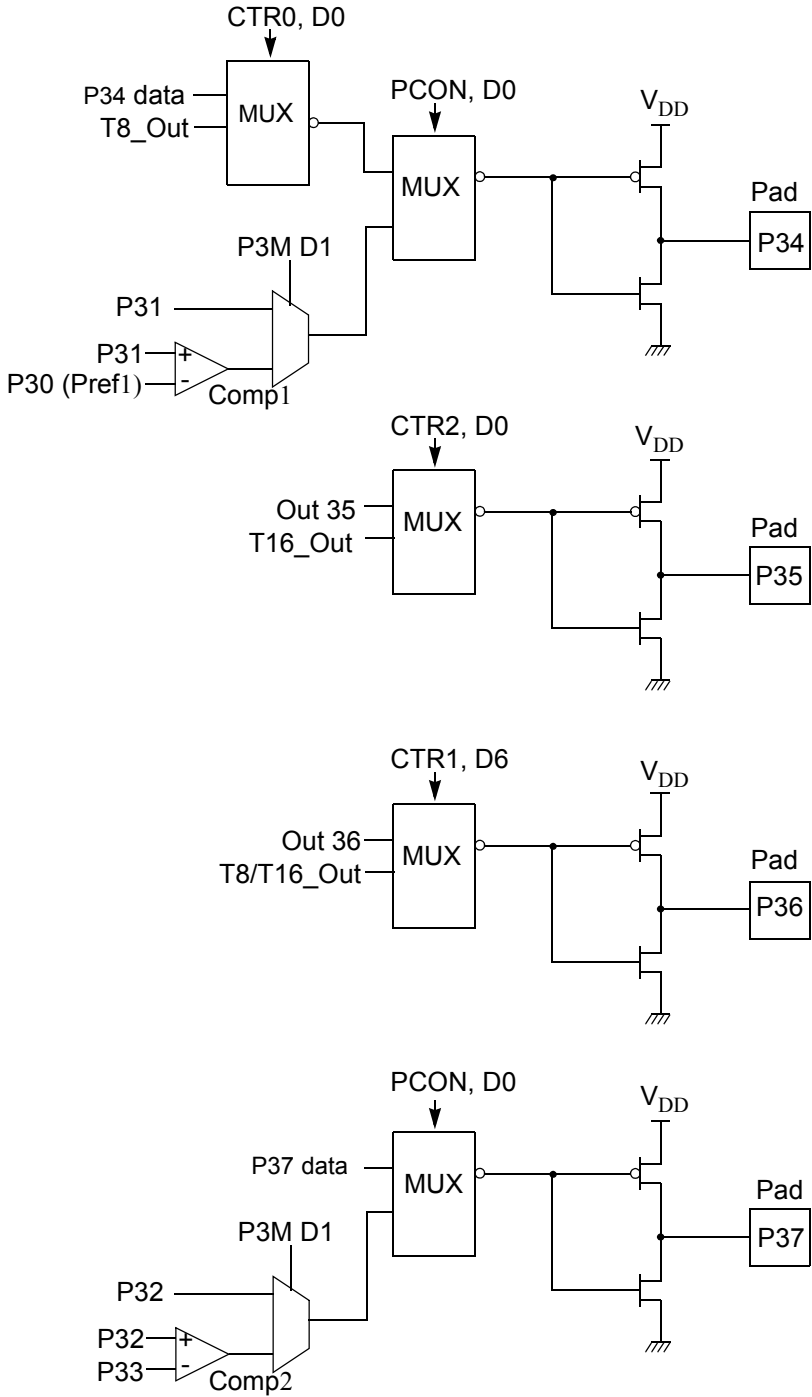 CTR0, D0
P34 data
T8_Out
MUX
PCON, D0
MUX
VDD
Pad
P34
P3M D1
P31
P31
+
P30 (Pref1)
-
Comp1
CTR2, D0
Out 35
T16_Out
MUX
VDD
Pad
P35
CTR1, D6
Out 36
T8/T16_Out
MUX
VDD
Pad
P36
PCON, D0
P37 data
MUX
VDD
Pad
P37
P3M D1
P32
P32
+
P33
-
Comp2